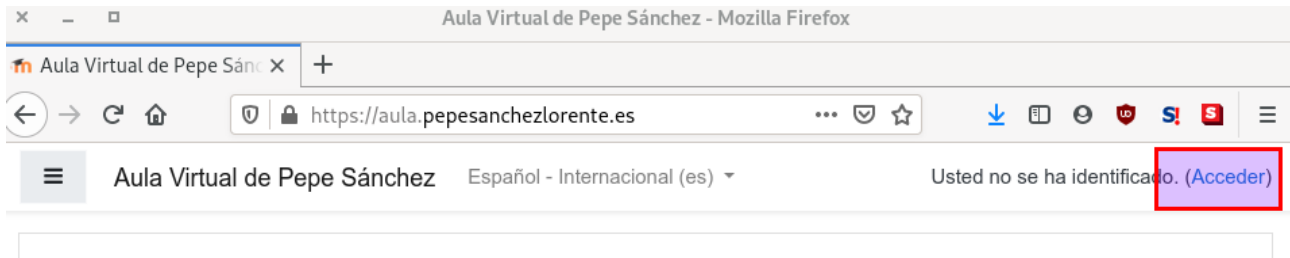 Aula Virtual de Pepe Sánchez - Mozilla Firefox
Aula Virtual de Pepe Sánc
https://aula.pepesanchezlorente.es
Aula Virtual de Pepe Sánchez Español - Internacional (es) Usted no se ha identificado. (Acceder)